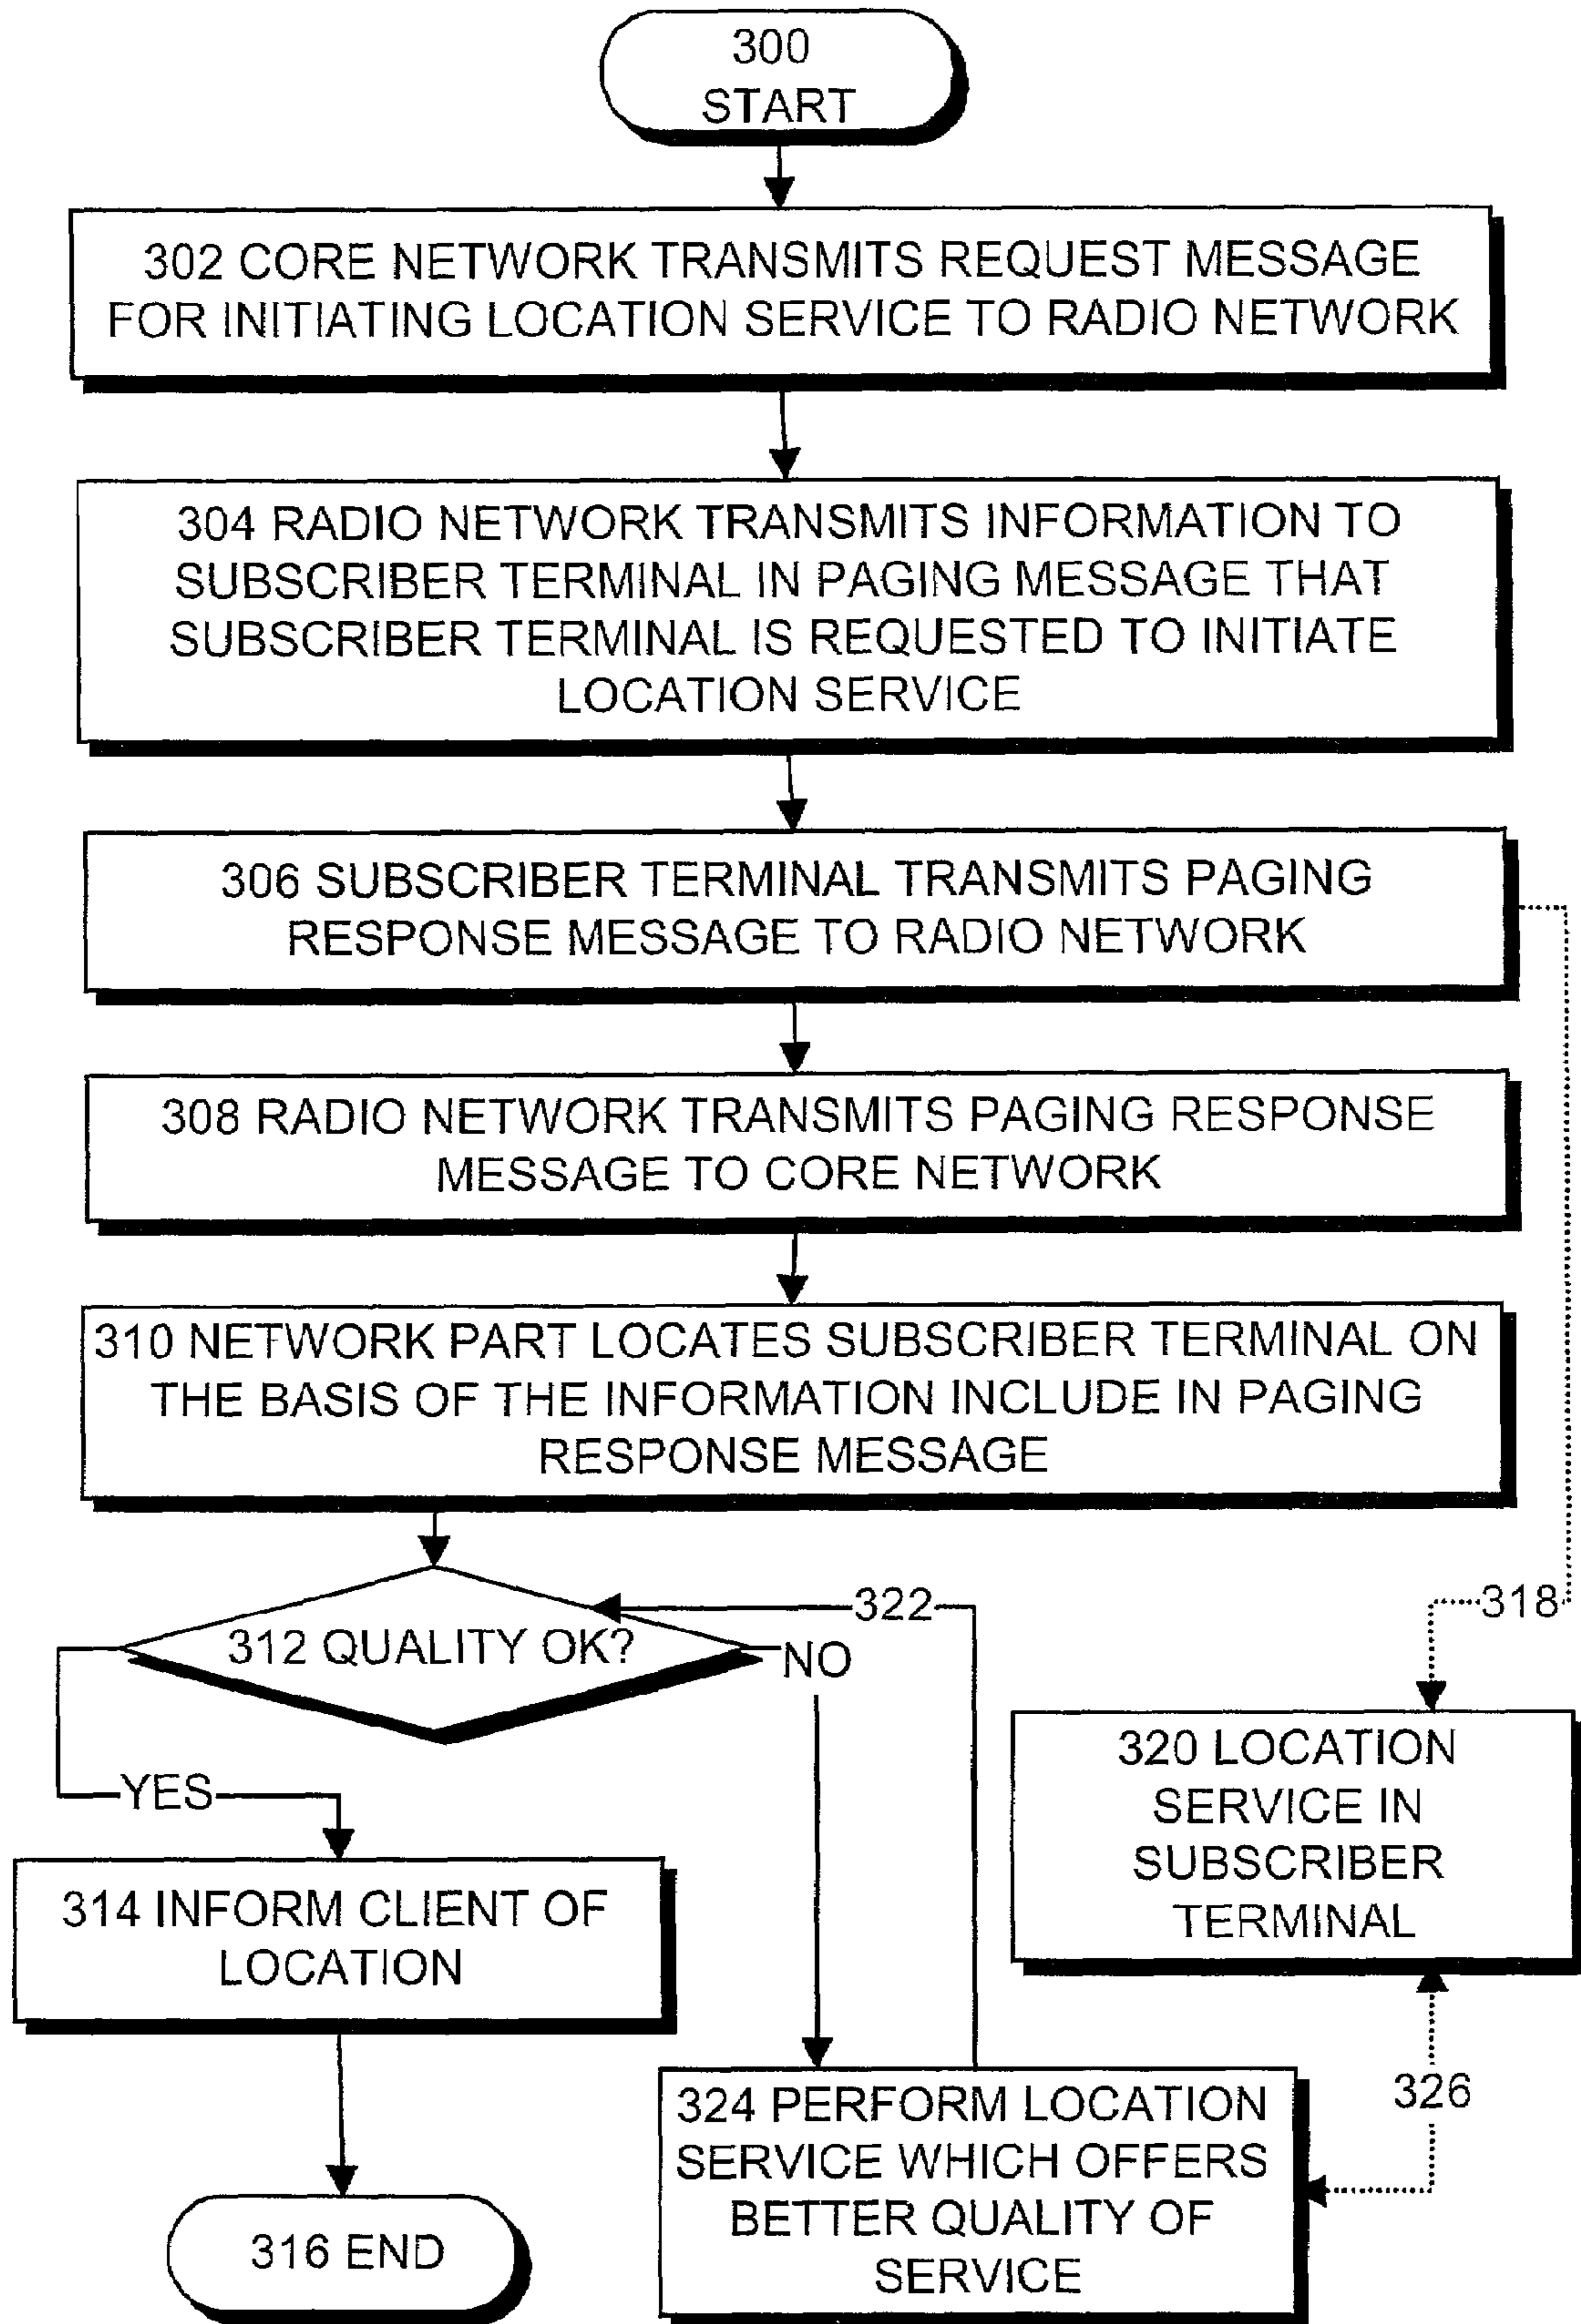 300
START
302 CORE NETWORK TRANSMITS REQUEST MESSAGE
FOR INITIATING LOCATION SERVICE TO RADIO NETWORK
304 RADIO NETWORK TRANSMITS INFORMATION TO
SUBSCRIBER TERMINAL IN PAGING MESSAGE THAT
SUBSCRIBER TERMINAL IS REQUESTED TO INITIATE
LOCATION SERVICE
306 SUBSCRIBER TERMINAL TRANSMITS PAGING
RESPONSE MESSAGE TO RADIO NETWORK
308 RADIO NETWORK TRANSMITS PAGING RESPONSE
MESSAGE TO CORE NETWORK
310 NETWORK PART LOCATES SUBSCRIBER TERMINAL ON
THE BASIS OF THE INFORMATION INCLUDE IN PAGING
RESPONSE MESSAGE
322
318
312 QUALITY OK?
NO
YES
320 LOCATION
SERVICE IN
SUBSCRIBER
TERMINAL
314 INFORM CLIENT OF
LOCATION
326
324 PERFORM LOCATION
SERVICE WHICH OFFERS
BETTER QUALITY OF
SERVICE
316 END